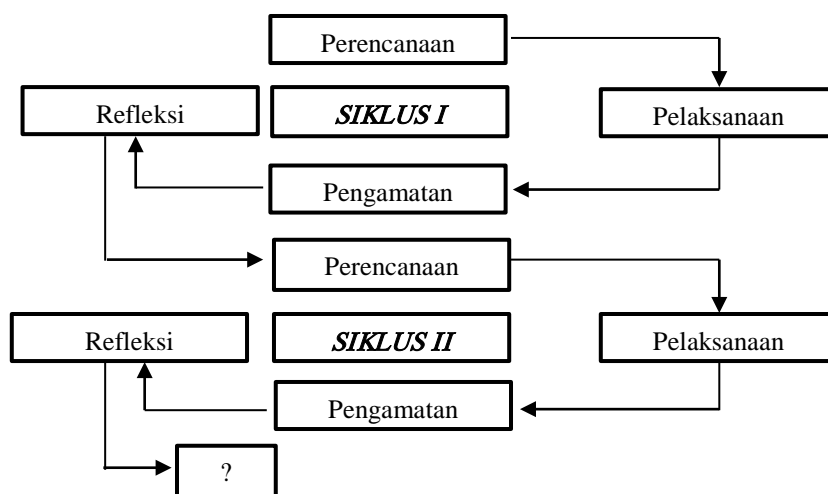 Perencanaan
Refleksi
SIKLUS I
Pelaksanaan
Pengamatan
Perencanaan
Refleksi
SIKLUS II
Pelaksanaan
Pengamatan
?